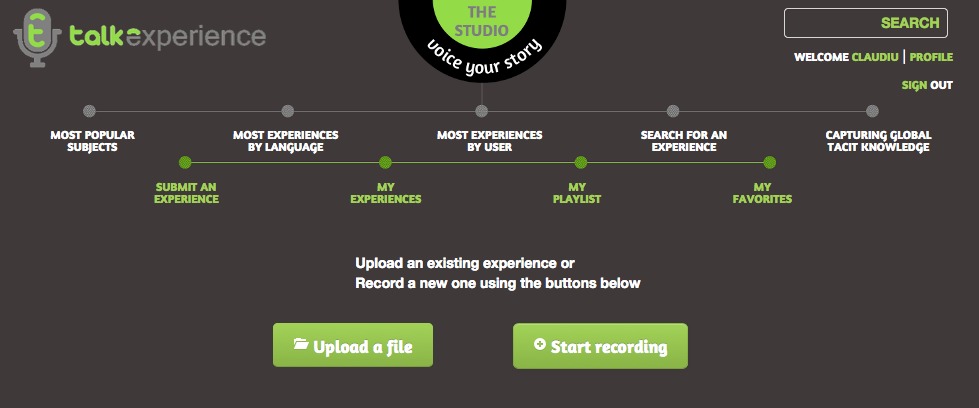 talkexperience
THE
STUDIO
voice your story
SEARCH
WELCOME CLAUDIU | PROFILE
SIGN OUT
MOST POPULAR
SUBJECTS
MOST EXPERIENCES
BY LANGUAGE
MOST EXPERIENCES
BY USER
SEARCH FOR AN
EXPERIENCE
CAPTURING GLOBAL
TACIT KNOWLEDGE
SUBMIT AN
EXPERIENCE
MY
EXPERIENCES
MY
PLAYLIST
MY
FAVORITES
Upload an existing experience or
Record a new one using the buttons below
Upload a file
Start recording